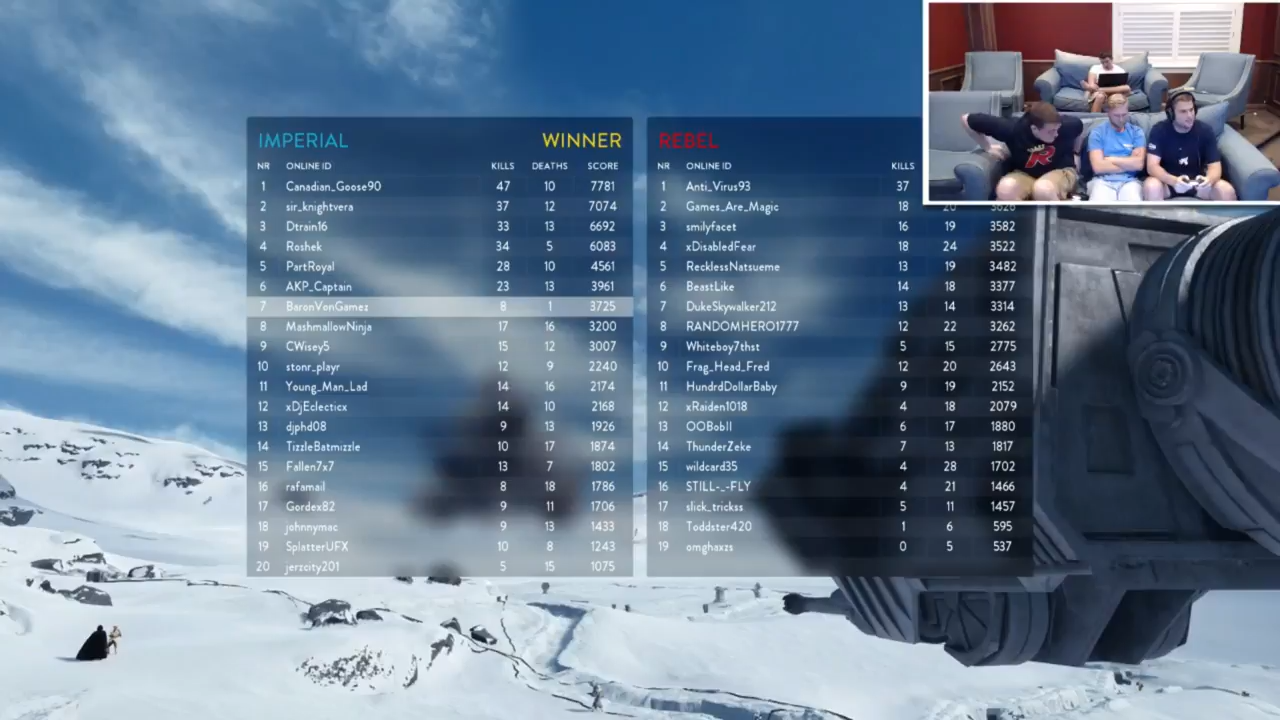 IMPERIAL WINNER
NR ONLINE ID KILLS DEATHS SCORE
1 Canadian_Goose90 47 10 7781
2 sir_knightvera 37 12 7074
3 Dtrain16 33 13 6692
4 Roshek 34 5 6083
5 PartRoyal 28 10 4561
6 AKP_Captain 23 13 3961
7 BaronVonGamez 8 1 3725
8 MashmallowNinja 17 16 3200
9 CWisey5 15 12 3007
10 stonr_playr 12 9 2240
11 Young_Man_Lad 14 16 2174
12 xDjEclecticx 14 10 2168
13 djphd08 9 13 1926
14 TizzleBatmizzle 10 17 1874
15 Fallen7x7 13 7 1802
16 rafamail 8 18 1786
17 Gordex82 9 11 1706
18 johnnymac 9 13 1433
19 SplatterUFX 10 8 1243
20 jerzcity201 5 15 1075
REBEL
NR ONLINE ID KILLS
1 Anti_Virus93 37
2 Games_Are_Magic 18 20 3626
3 smilyfacet 16 19 3582
4 xDisabledFear 18 24 3522
5 RecklessNatsueme 13 19 3482
6 BeastLike 14 18 3377
7 DukeSkywalker212 13 14 3314
8 RANDOMHERO1777 12 22 3262
9 Whiteboy7thst 5 15 2775
10 Frag_Head_Fred 12 20 2643
11 HundrdDollarBaby 9 19 2152
12 xRaiden1018 4 18 2079
13 OOBobII 6 17 1880
14 ThunderZeke 7 13 1817
15 wildcard35 4 28 1702
16 STILL-_-FLY 4 21 1466
17 slick_trickss 5 11 1457
18 Toddster420 1 6 595
19 omghaxzs 0 5 537
R